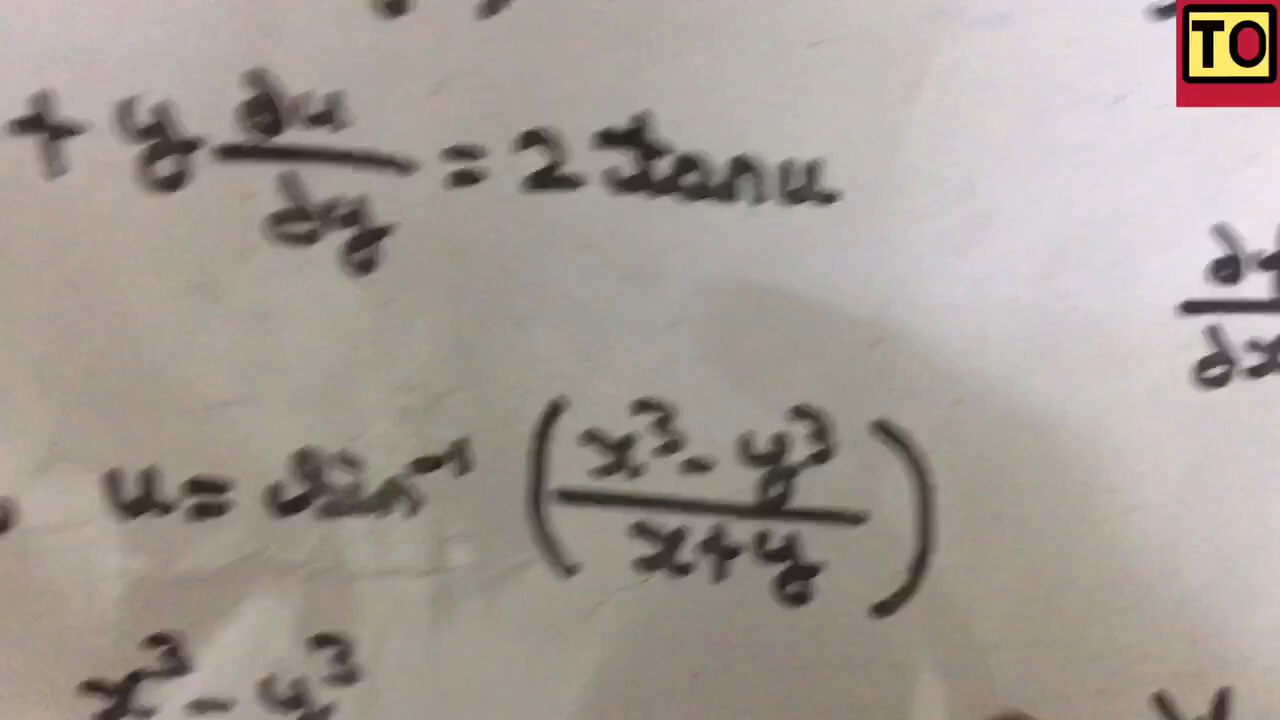 TO
+ y ∂u/∂y = 2 tan u
u = sin⁻¹ (x³ - y³ / x + y)
x³ - y³